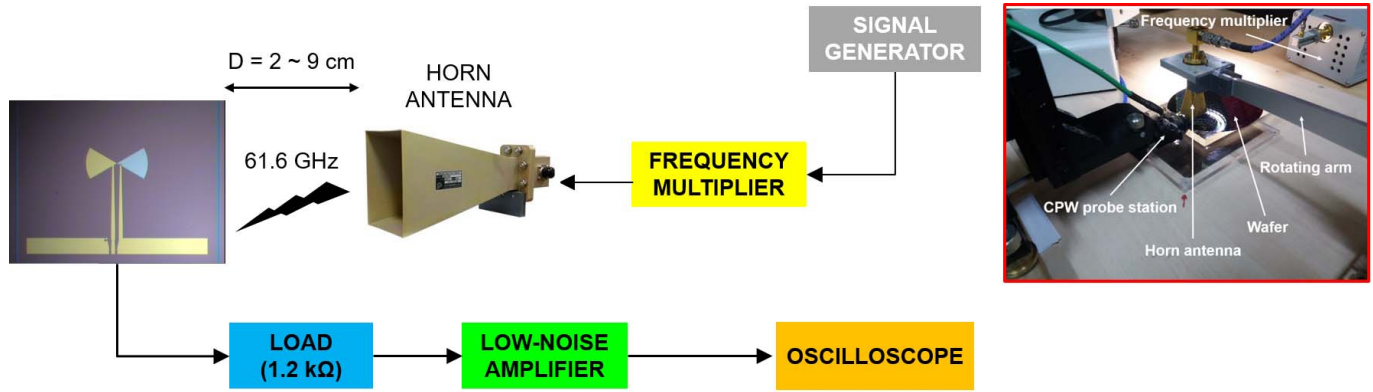 D = 2 ~ 9 cm
HORN
ANTENNA
SIGNAL
GENERATOR
61.6 GHz
FREQUENCY
MULTIPLIER
LOAD
(1.2 kΩ)
LOW-NOISE
AMPLIFIER
OSCILLOSCOPE
Frequency multiplier
Rotating arm
CPW probe station
Wafer
Horn antenna